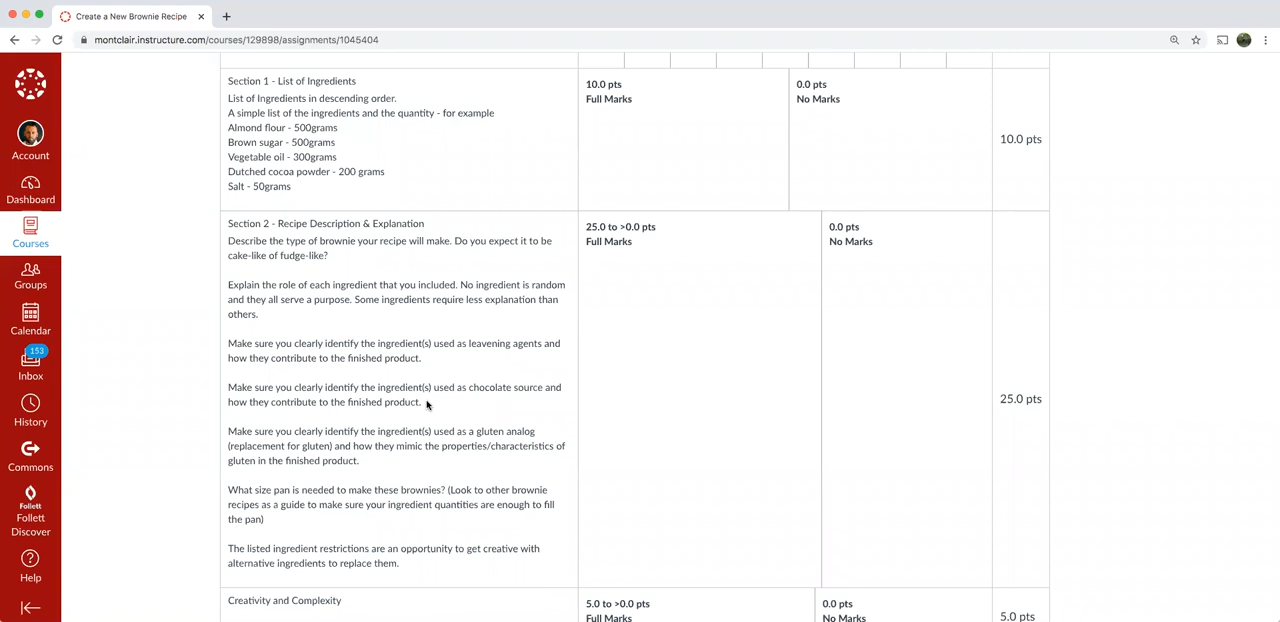 Create a New Brownie Recipe
montclair.instructure.com/courses/129898/assignments/1045404
Account
Dashboard
Courses
Groups
Calendar
153
Inbox
History
Commons
Follett
Follett
Discover
Help
Section 1 - List of Ingredients
List of Ingredients in descending order.
A simple list of the ingredients and the quantity - for example
Almond flour - 500grams
Brown sugar - 500grams
Vegetable oil - 300grams
Dutched cocoa powder - 200 grams
Salt - 50grams
10.0 pts
Full Marks
0.0 pts
No Marks
10.0 pts
Section 2 - Recipe Description & Explanation
Describe the type of brownie your recipe will make. Do you expect it to be
cake-like of fudge-like?
Explain the role of each ingredient that you included. No ingredient is random
and they all serve a purpose. Some ingredients require less explanation than
others.
Make sure you clearly identify the ingredient(s) used as leavening agents and
how they contribute to the finished product.
Make sure you clearly identify the ingredient(s) used as chocolate source and
how they contribute to the finished product.
Make sure you clearly identify the ingredient(s) used as a gluten analog
(replacement for gluten) and how they mimic the properties/characteristics of
gluten in the finished product.
What size pan is needed to make these brownies? (Look to other brownie
recipes as a guide to make sure your ingredient quantities are enough to fill
the pan)
The listed ingredient restrictions are an opportunity to get creative with
alternative ingredients to replace them.
25.0 to >0.0 pts
Full Marks
0.0 pts
No Marks
25.0 pts
Creativity and Complexity
5.0 to >0.0 pts
Full Marks
0.0 pts
No Marks
5.0 pts